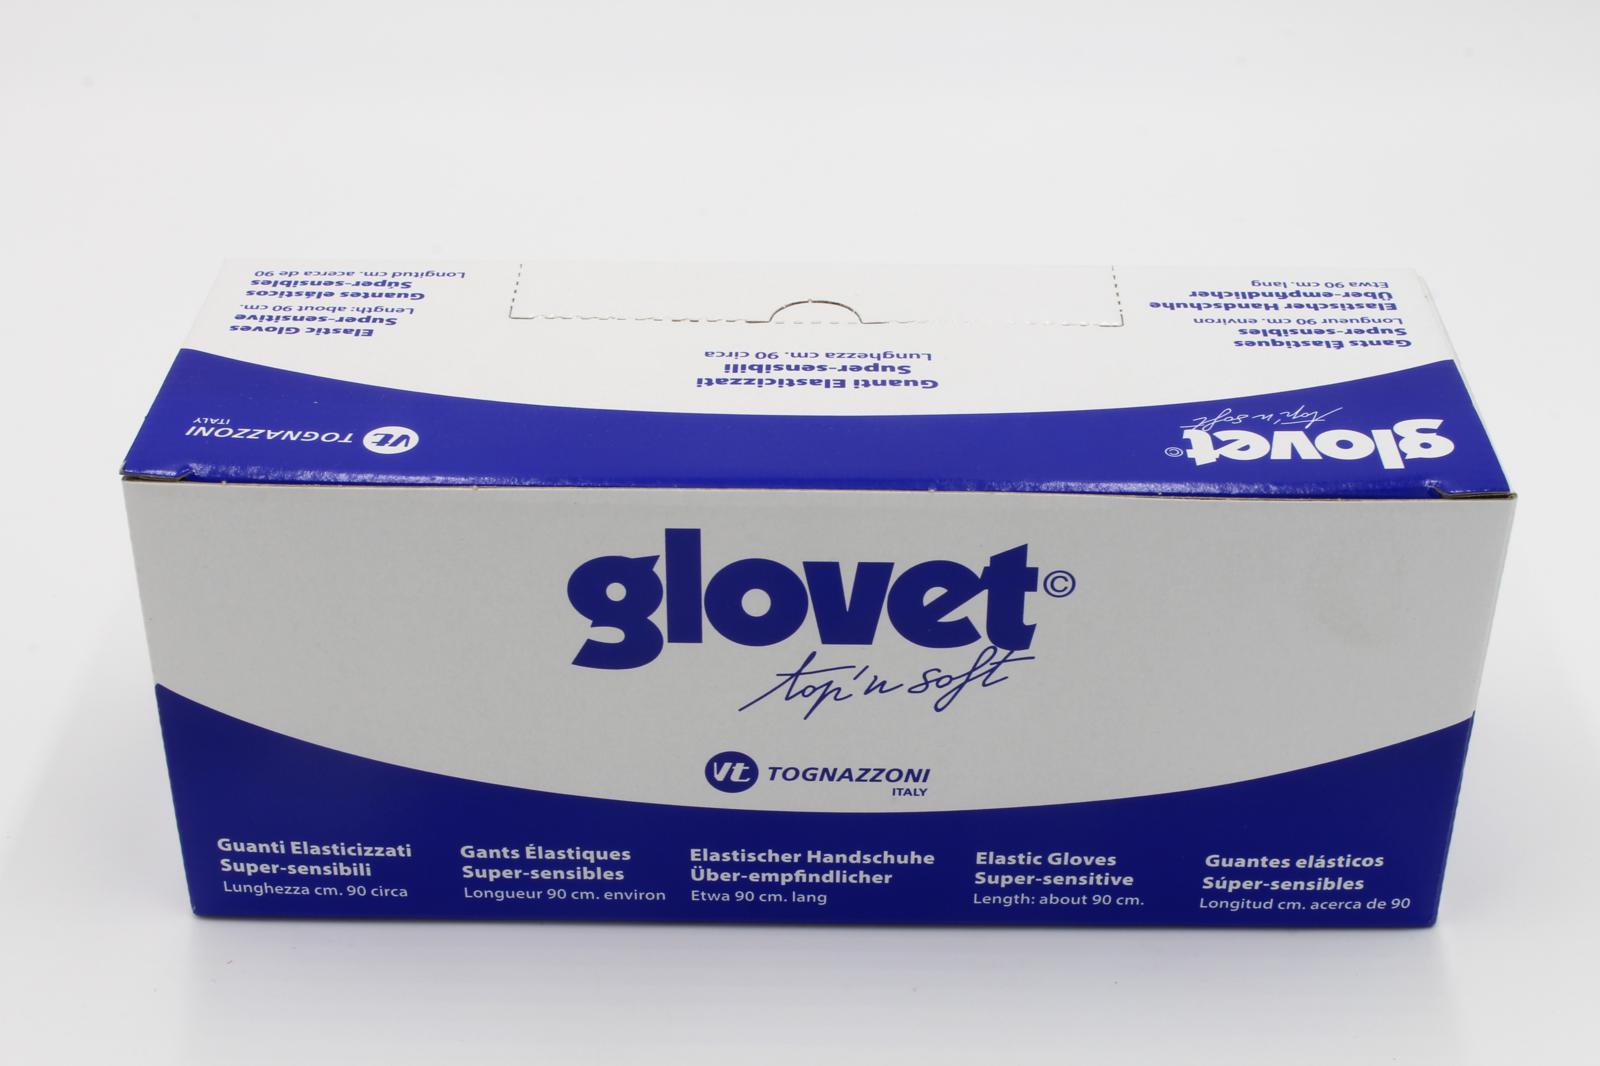 Elastic Gloves
Super-sensitive
Length: about 90 cm.
Guantes elásticos
Súper-sensibles
Longitud cm. acerca de 90
Guanti Elasticizzati
Super-sensibili
Lunghezza cm. 90 circa
Gants Élastiques
Super-sensibles
Longueur 90 cm. environ
Elastischer Handschuhe
Über-empfindlicher
Etwa 90 cm. lang
vt TOGNAZZONI
ITALY
glovet©
top'n soft
glovet©
top'n soft
vt TOGNAZZONI
ITALY
Guanti Elasticizzati
Super-sensibili
Lunghezza cm. 90 circa
Gants Élastiques
Super-sensibles
Longueur 90 cm. environ
Elastischer Handschuhe
Über-empfindlicher
Etwa 90 cm. lang
Elastic Gloves
Super-sensitive
Length: about 90 cm.
Guantes elásticos
Súper-sensibles
Longitud cm. acerca de 90